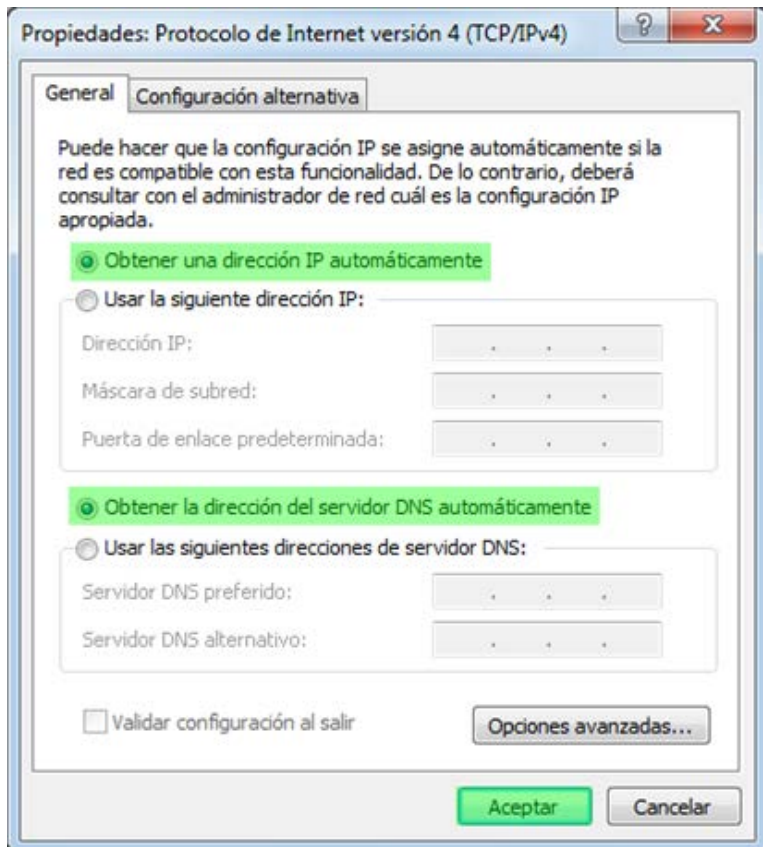 Propiedades: Protocolo de Internet versión 4 (TCP/IPv4)
General
Configuración alternativa
Puede hacer que la configuración IP se asigne automáticamente si la
red es compatible con esta funcionalidad. De lo contrario, deberá
consultar con el administrador de red cuál es la configuración IP
apropiada.
Obtener una dirección IP automáticamente
Usar la siguiente dirección IP:
Dirección IP:
Máscara de subred:
Puerta de enlace predeterminada:
Obtener la dirección del servidor DNS automáticamente
Usar las siguientes direcciones de servidor DNS:
Servidor DNS preferido:
Servidor DNS alternativo:
Validar configuración al salir
Opciones avanzadas...
Aceptar
Cancelar